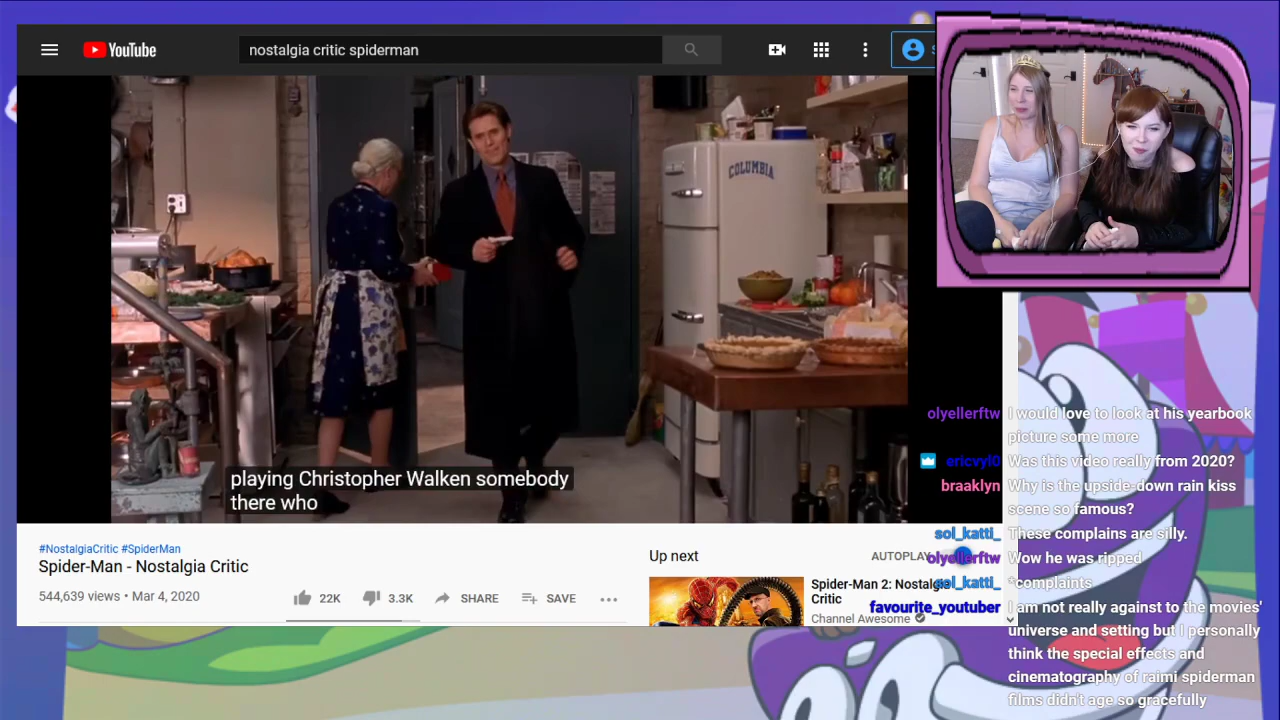 YouTube
nostalgia critic spiderman
COLUMBIA
playing Christopher Walken somebody
there who
#NostalgiaCritic #SpiderMan
Spider-Man - Nostalgia Critic
544,639 views • Mar 4, 2020
22K
3.3K
SHARE
SAVE
Up next
AUTOPLAY
Spider-Man 2: Nostalgia
Critic
Channel Awesome
olyellerftw I would love to look at his yearbook
picture some more
ericvyl0 Was this video really from 2020?
braaklyn Why is the upside-down rain kiss
scene so famous?
sol_katti_ These complains are silly.
olyellerftw Wow he was ripped
sol_katti_ *complaints
favourite_youtuber I am not really against to the movies'
universe and setting but I personally
think the special effects and
cinematography of raimi spiderman
films didn't age so gracefully